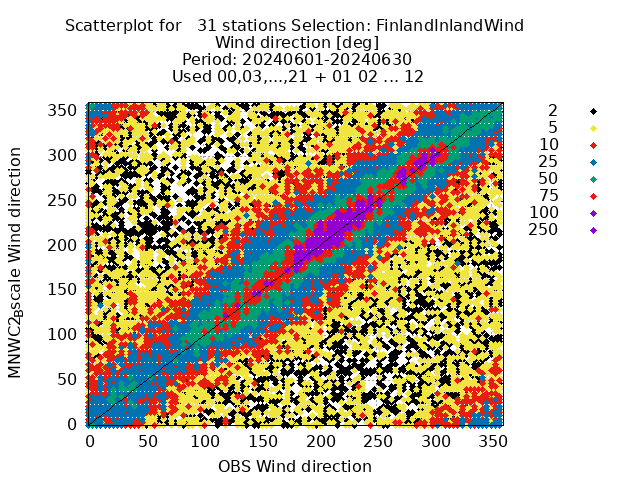 Scatterplot for 31 stations Selection: FinlandInlandWind
Wind direction [deg]
Period: 20240601-20240630
Used 00,03,...,21 + 01 02 ... 12
MNWC2Bscale Wind direction
350
300
250
200
150
100
50
0
0 50 100 150 200 250 300 350
OBS Wind direction
2
5
10
25
50
75
100
250